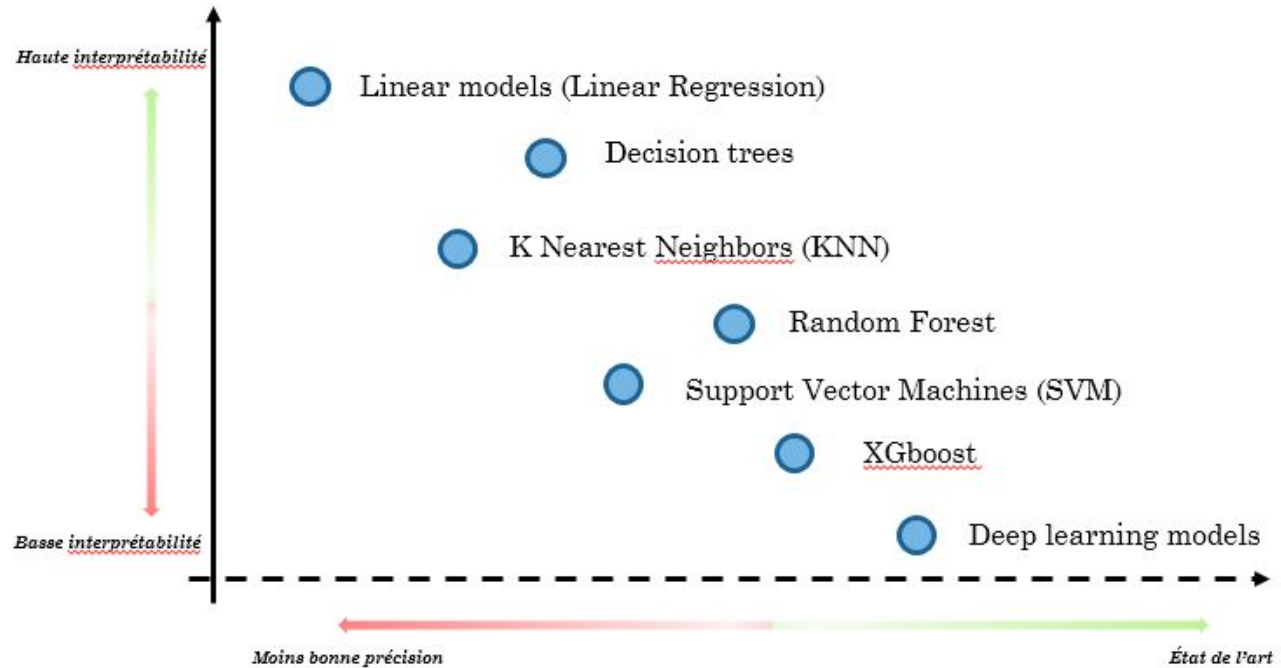 Haute interprétabilité
Linear models (Linear Regression)
Decision trees
K Nearest Neighbors (KNN)
Random Forest
Support Vector Machines (SVM)
XGboost
Deep learning models
Basse interprétabilité
Moins bonne précision
État de l'art